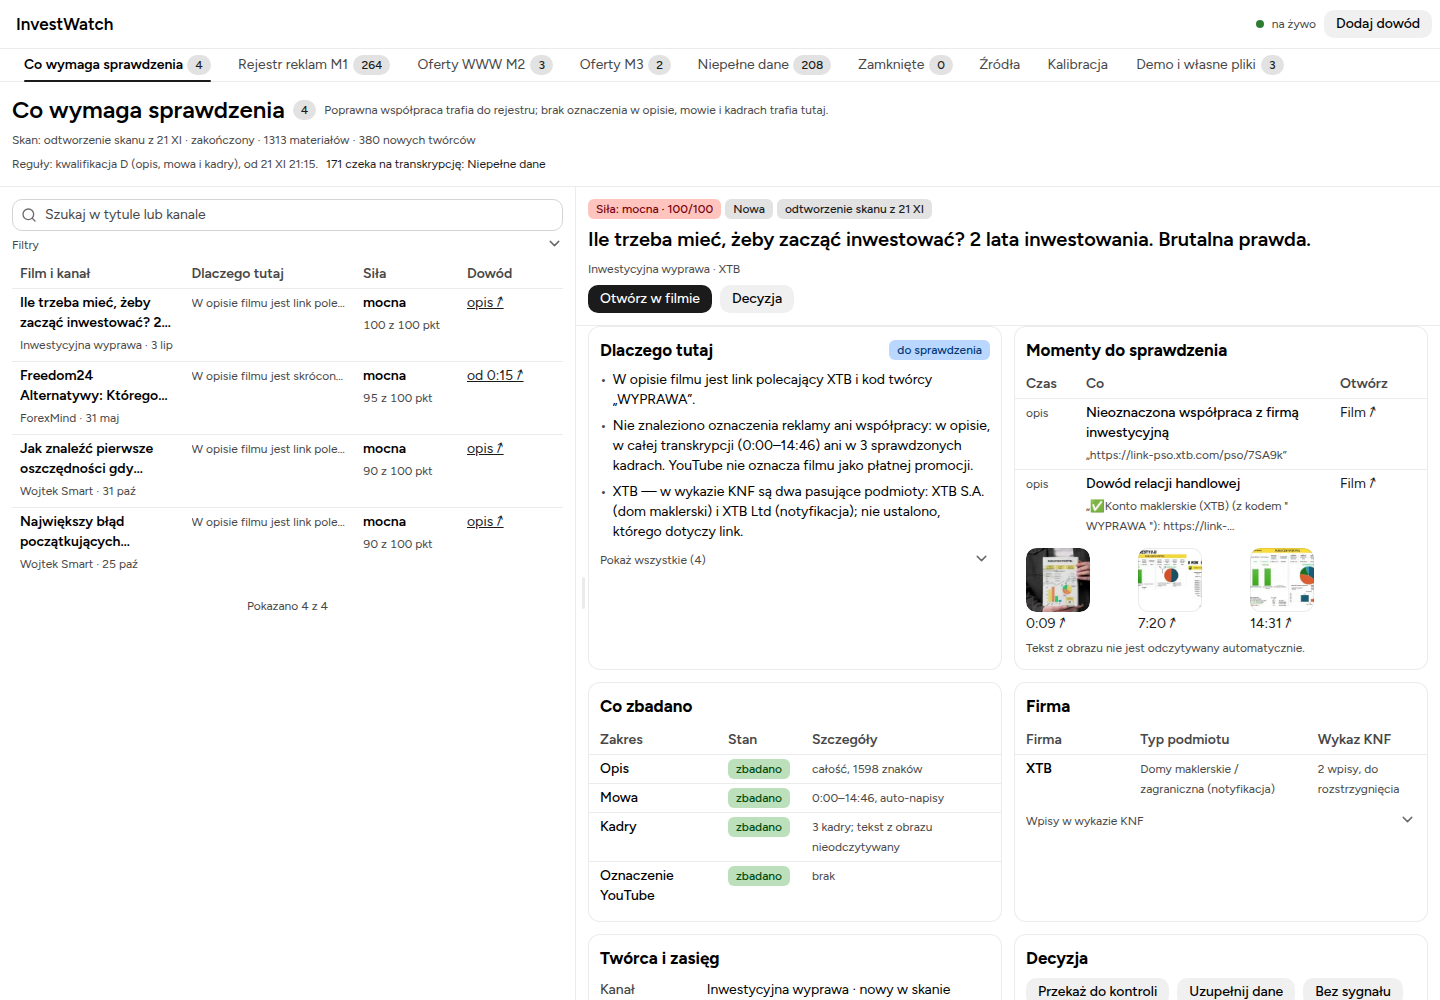 InvestWatch
na żywo
Dodaj dowód
Co wymaga sprawdzenia 4
Rejestr reklam M1 264
Oferty WWW M2 3
Oferty M3 2
Niepełne dane 208
Zamknięte 0
Źródła
Kalibracja
Demo i własne pliki 3
Co wymaga sprawdzenia 4 Poprawna współpraca trafia do rejestru; brak oznaczenia w opisie, mowie i kadrach trafia tutaj.
Skan: odtworzenie skanu z 21 XI · zakończony · 1313 materiałów · 380 nowych twórców
Reguły: kwalifikacja D (opis, mowa i kadry), od 21 XI 21:15. 171 czeka na transkrypcję: Niepełne dane
Szukaj w tytule lub kanale
Filtry
Film i kanał Dlaczego tutaj Siła Dowód
Ile trzeba mieć, żeby
zacząć inwestować? 2…
Inwestycyjna wyprawa · 3 lip
W opisie filmu jest link pole…
mocna
100 z 100 pkt
opis ↗
Freedom24
Alternatywy: Którego…
ForexMind · 31 maj
W opisie filmu jest skrócon…
mocna
95 z 100 pkt
od 0:15 ↗
Jak znaleźć pierwsze
oszczędności gdy…
Wojtek Smart · 31 paź
W opisie filmu jest link pole…
mocna
90 z 100 pkt
opis ↗
Największy błąd
początkujących…
Wojtek Smart · 25 paź
W opisie filmu jest link pole…
mocna
90 z 100 pkt
opis ↗
Pokazano 4 z 4
Siła: mocna · 100/100
Nowa
odtworzenie skanu z 21 XI
Ile trzeba mieć, żeby zacząć inwestować? 2 lata inwestowania. Brutalna prawda.
Inwestycyjna wyprawa · XTB
Otwórz w filmie
Decyzja
Dlaczego tutaj
do sprawdzenia
• W opisie filmu jest link polecający XTB i kod twórcy
„WYPRAWA”.
• Nie znaleziono oznaczenia reklamy ani współpracy: w opisie,
w całej transkrypcji (0:00–14:46) ani w 3 sprawdzonych
kadrach. YouTube nie oznacza filmu jako płatnej promocji.
• XTB — w wykazie KNF są dwa pasujące podmioty: XTB S.A.
(dom maklerski) i XTB Ltd (notyfikacja); nie ustalono,
którego dotyczy link.
Pokaż wszystkie (4)
Momenty do sprawdzenia
Czas Co Otwórz
opis
Nieoznaczona współpraca z firmą
inwestycyjną
„https://link-pso.xtb.com/pso/7SA9k”
Film ↗
opis
Dowód relacji handlowej
„✅Konto maklerskie (XTB) (z kodem "
WYPRAWA "): https://link-…
Film ↗
0:09 ↗
7:20 ↗
14:31 ↗
Tekst z obrazu nie jest odczytywany automatycznie.
Co zbadano
Zakres Stan Szczegóły
Opis zbadano całość, 1598 znaków
Mowa zbadano 0:00–14:46, auto-napisy
Kadry zbadano 3 kadry; tekst z obrazu
nieodczytywany
Oznaczenie
YouTube
zbadano brak
Firma
Firma Typ podmiotu Wykaz KNF
XTB
Domy maklerskie /
zagraniczna (notyfikacja)
2 wpisy, do
rozstrzygnięcia
Wpisy w wykazie KNF
Twórca i zasięg
Kanał Inwestycyjna wyprawa · nowy w skanie
Decyzja
Przekaż do kontroli
Uzupełnij dane
Bez sygnału